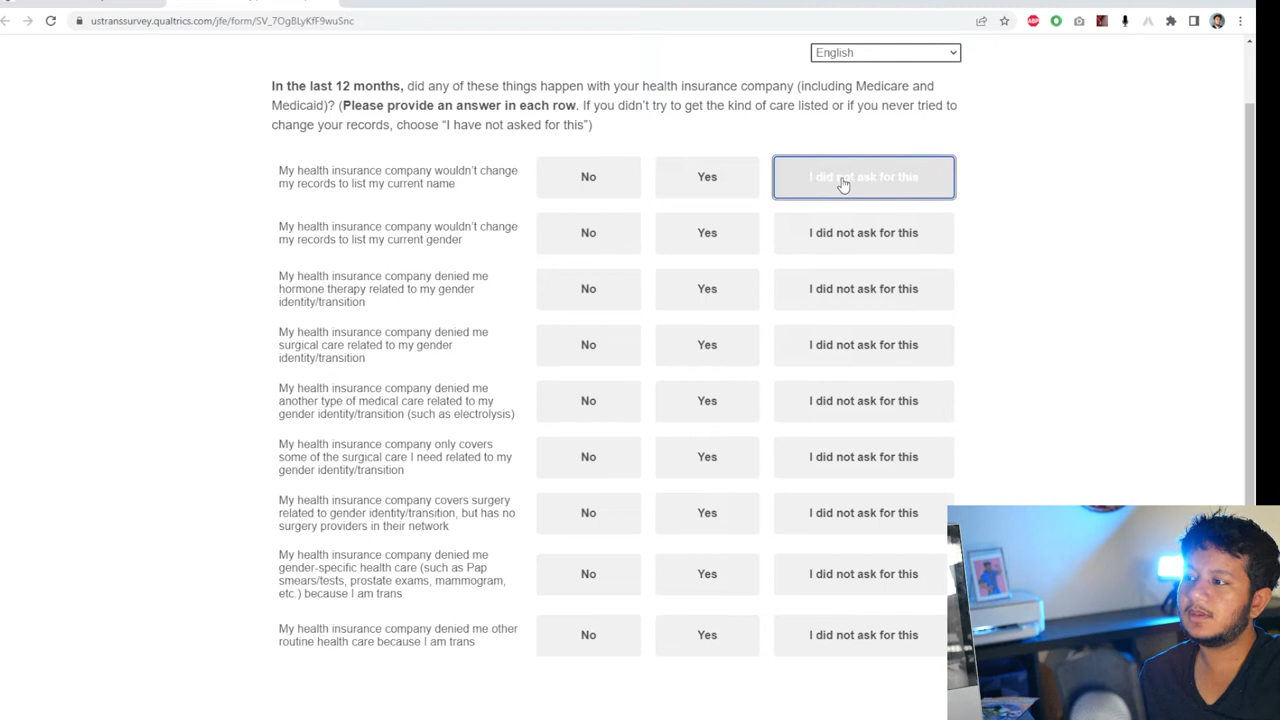 ustranssurvey.qualtrics.com/jfe/form/SV_7Og8LyKfF9wuSnc
ABP
English
In the last 12 months, did any of these things happen with your health insurance company (including Medicare and
Medicaid)? (Please provide an answer in each row. If you didn’t try to get the kind of care listed or if you never tried to
change your records, choose “I have not asked for this”)
My health insurance company wouldn’t change
my records to list my current name
No
Yes
I did not ask for this
My health insurance company wouldn’t change
my records to list my current gender
No
Yes
I did not ask for this
My health insurance company denied me
hormone therapy related to my gender
identity/transition
No
Yes
I did not ask for this
My health insurance company denied me
surgical care related to my gender
identity/transition
No
Yes
I did not ask for this
My health insurance company denied me
another type of medical care related to my
gender identity/transition (such as electrolysis)
No
Yes
I did not ask for this
My health insurance company only covers
some of the surgical care I need related to my
gender identity/transition
No
Yes
I did not ask for this
My health insurance company covers surgery
related to gender identity/transition, but has no
surgery providers in their network
No
Yes
I did not ask for this
My health insurance company denied me
gender-specific health care (such as Pap
smears/tests, prostate exams, mammogram,
etc.) because I am trans
No
Yes
I did not ask for this
My health insurance company denied me other
routine health care because I am trans
No
Yes
I did not ask for this